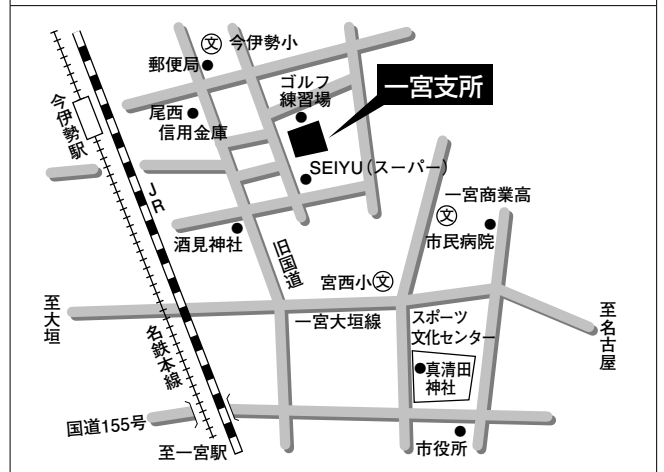 文
今伊勢小
郵便局
ゴルフ
練習場
一宮支所
尾西
信用金庫
今伊勢駅
SEIYU(スーパー)
JR
一宮商業高
文
酒見神社
市民病院
旧国道
宮西小文
至大垣
一宮大垣線
スポーツ
文化センター
至名古屋
名鉄本線
真清田
神社
国道155号
至一宮駅
市役所